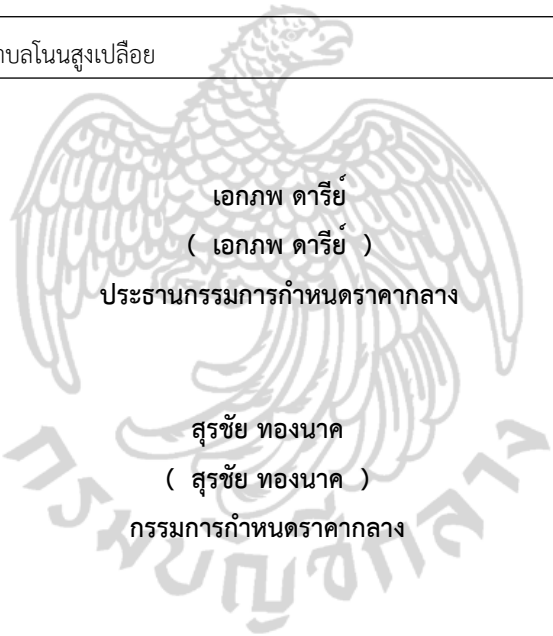 าบลโนนสูงเปลือย
เอกภพ ดารีย์
( เอกภพ ดารีย์ )
ประธานกรรมการกำหนดราคากลาง
สุรชัย ทองนาค
( สุรชัย ทองนาค )
กรรมการกำหนดราคากลาง
กรมบัญชีกลาง